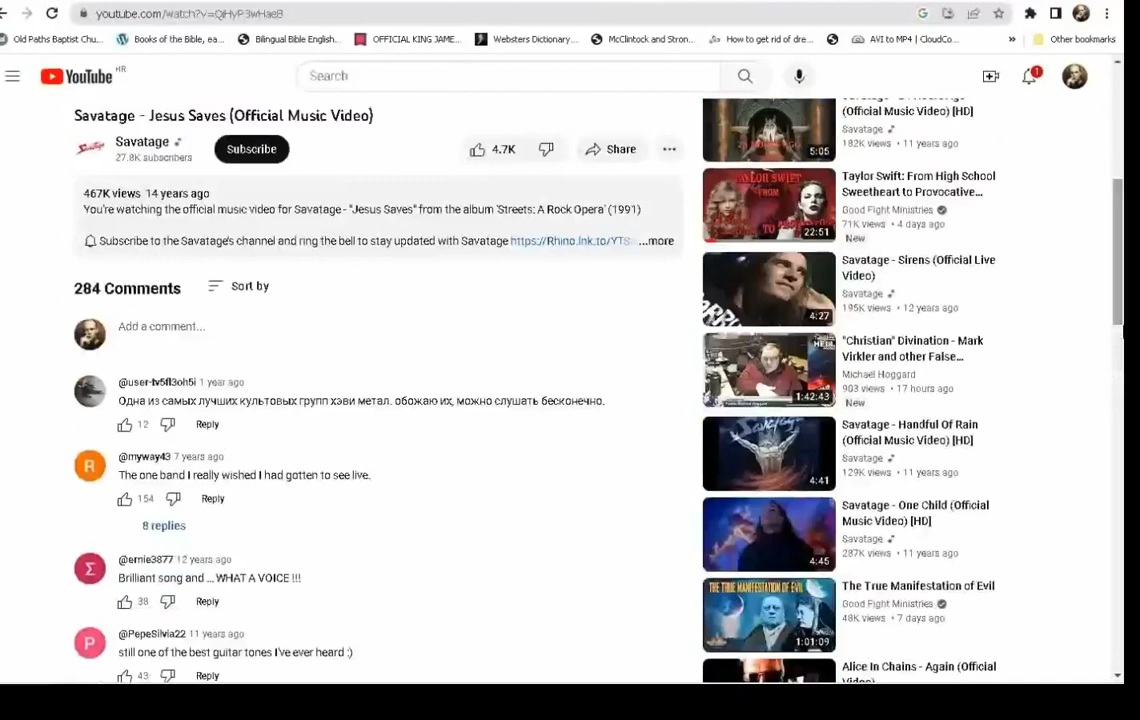 youtube.com/watch?v=QiHyP3wHae8
Old Paths Baptist Chu...
Books of the Bible, ea...
Bilingual Bible English...
OFFICIAL KING JAME...
Websters Dictionary...
McClintock and Stron...
How to get rid of dre...
AVI to MP4 | CloudCo...
»
Other bookmarks
YouTube HR
Search
1
Savatage - Jesus Saves (Official Music Video)
Savatage
27.8K subscribers
Subscribe
4.7K
Share
467K views 14 years ago
You're watching the official music video for Savatage - "Jesus Saves" from the album 'Streets: A Rock Opera' (1991)
Subscribe to the Savatage's channel and ring the bell to stay updated with Savatage https://Rhino.lnk.to/YTS ...more
284 Comments
Sort by
Add a comment...
@user-tv5fl3oh5i 1 year ago
Одна из самых лучших культовых групп хэви метал. обожаю их, можно слушать бесконечно.
12
Reply
R
@myway43 7 years ago
The one band I really wished I had gotten to see live.
154
Reply
8 replies
Σ
@ernie3877 12 years ago
Brilliant song and ... WHAT A VOICE !!!
38
Reply
P
@PepeSilvia22 11 years ago
still one of the best guitar tones I've ever heard :)
43
Reply
(Official Music Video) [HD]
Savatage
182K views • 11 years ago
5:05
TAYLOR SWIFT
FROM
TO
22:51
Taylor Swift: From High School
Sweetheart to Provocative...
Good Fight Ministries
71K views • 4 days ago
New
4:27
Savatage - Sirens (Official Live
Video)
Savatage
195K views • 12 years ago
1:42:43
"Christian" Divination - Mark
Virkler and other False...
Michael Hoggard
903 views • 17 hours ago
New
Savatage
4:41
Savatage - Handful Of Rain
(Official Music Video) [HD]
Savatage
129K views • 11 years ago
4:45
Savatage - One Child (Official
Music Video) [HD]
Savatage
287K views • 11 years ago
THE TRUE MANIFESTATION OF EVIL
1:01:09
The True Manifestation of Evil
Good Fight Ministries
48K views • 7 days ago
Alice In Chains - Again (Official